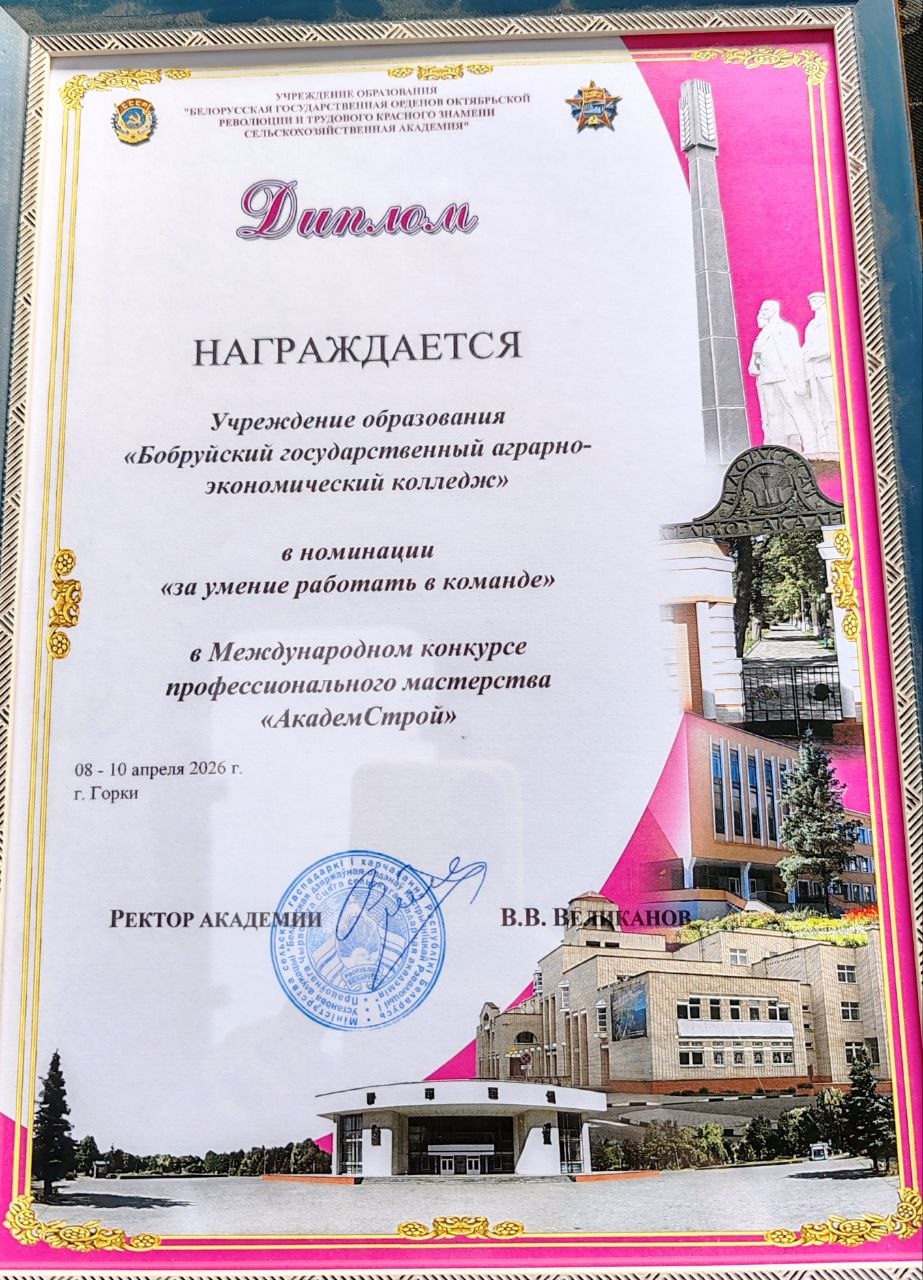 СССР
УЧРЕЖДЕНИЕ ОБРАЗОВАНИЯ
"БЕЛОРУССКАЯ ГОСУДАРСТВЕННАЯ ОРДЕНОВ ОКТЯБРЬСКОЙ
РЕВОЛЮЦИИ И ТРУДОВОГО КРАСНОГО ЗНАМЕНИ
СЕЛЬСКОХОЗЯЙСТВЕННАЯ АКАДЕМИЯ"
Диплом
НАГРАЖДАЕТСЯ
Учреждение образования
«Бобруйский государственный аграрно-
экономический колледж»
в номинации
«за умение работать в команде»
в Международном конкурсе
профессионального мастерства
«АкадемСтрой»
08 - 10 апреля 2026 г.
г. Горки
РЕКТОР АКАДЕМИИ
В.В. ВЕЛИКАНОВ